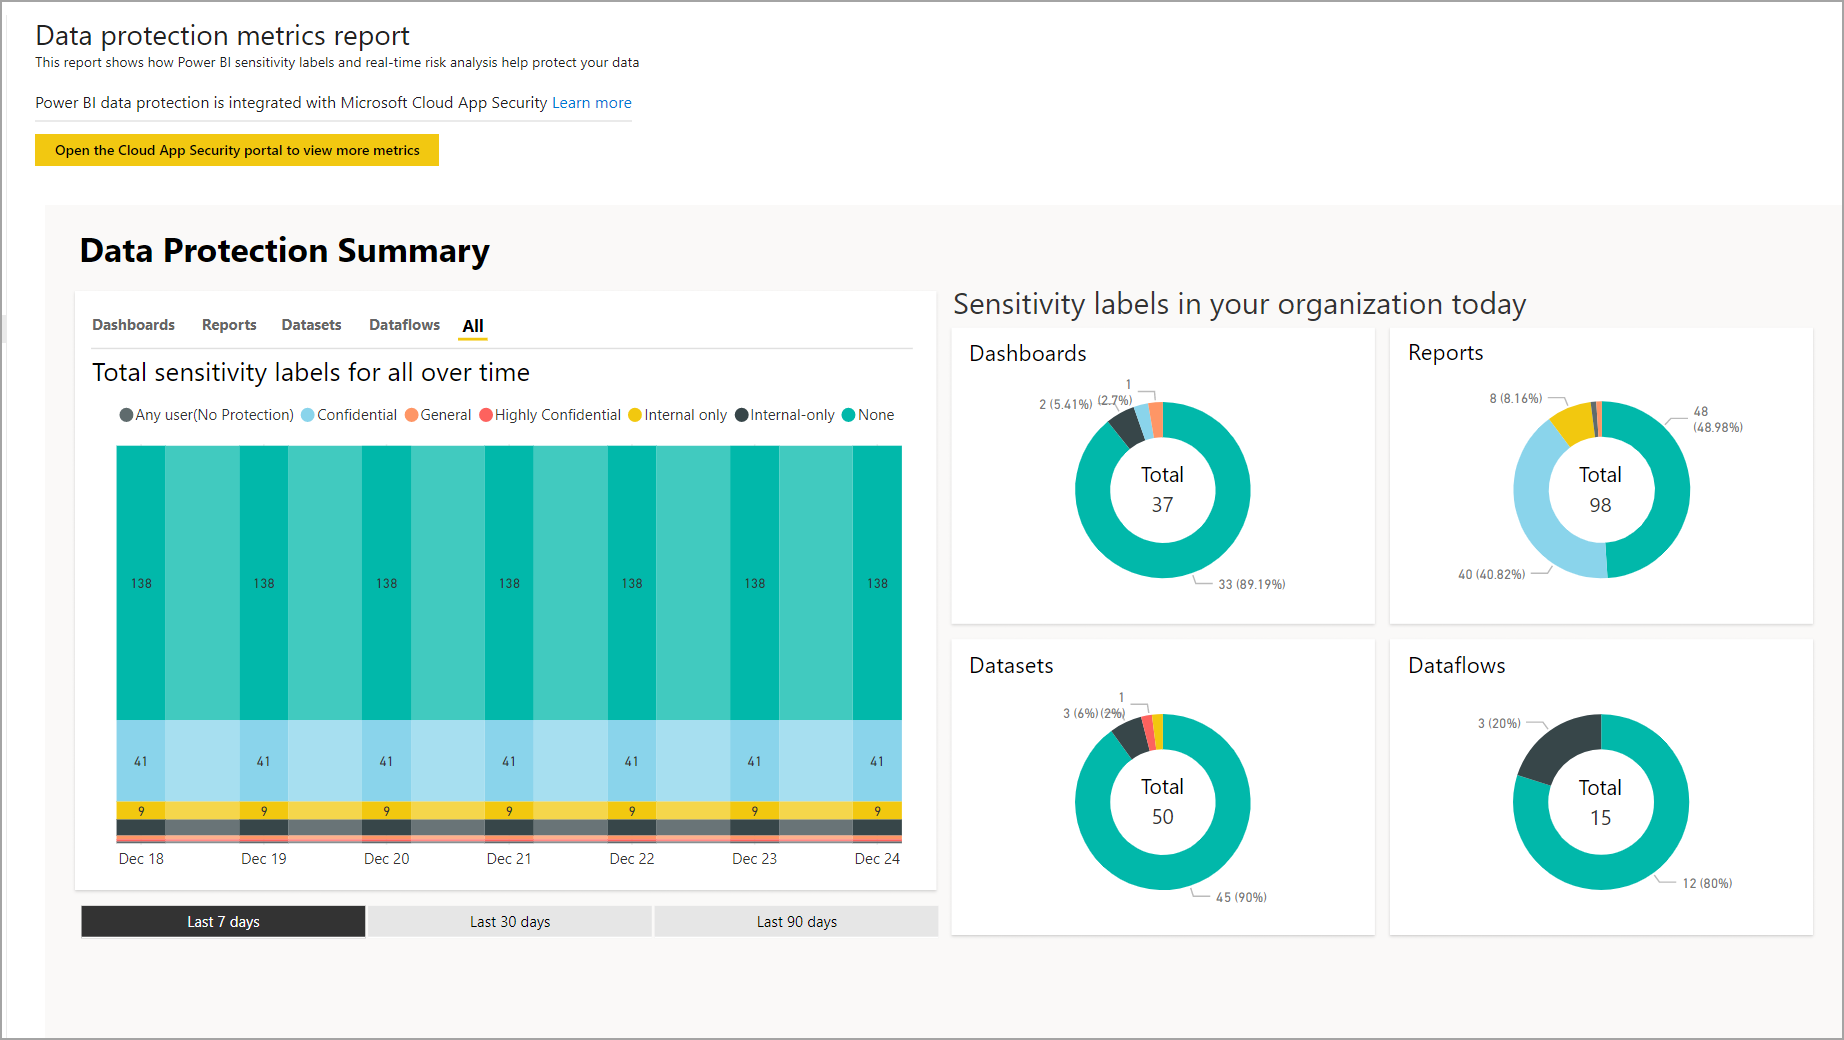 Data protection metrics report
This report shows how Power BI sensitivity labels and real-time risk analysis help protect your data
Power BI data protection is integrated with Microsoft Cloud App Security Learn more
Open the Cloud App Security portal to view more metrics
Data Protection Summary
Dashboards Reports Datasets Dataflows All
Total sensitivity labels for all over time
Any user(No Protection) Confidential General Highly Confidential Internal only Internal-only None
138 138 138 138 138 138 138
41 41 41 41 41 41 41
9 9 9 9 9 9 9
Dec 18 Dec 19 Dec 20 Dec 21 Dec 22 Dec 23 Dec 24
Last 7 days Last 30 days Last 90 days
Sensitivity labels in your organization today
Dashboards
1
2 (5.41%) (2.7%)
Total
37
33 (89.19%)
Reports
8 (8.16%)
48
(48.98%)
Total
98
40 (40.82%)
Datasets
1
3 (6%) (2%)
Total
50
45 (90%)
Dataflows
3 (20%)
Total
15
12 (80%)